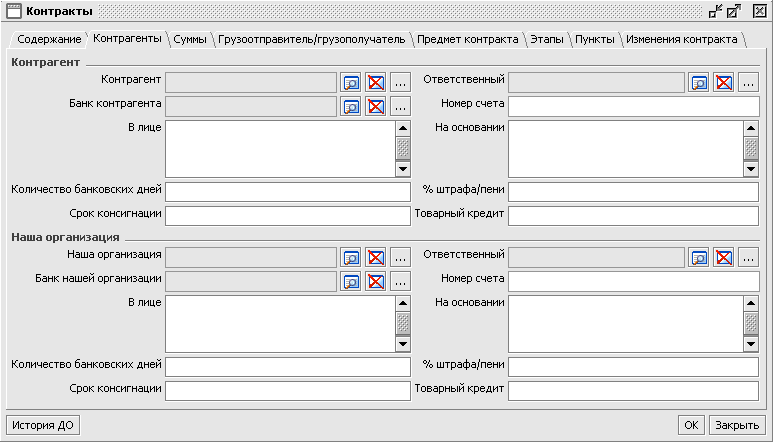 Контракты
Содержание Контрагенты Суммы Грузоотправитель/грузополучатель Предмет контракта Этапы Пункты Изменения контракта
Контрагент
Контрагент ... Ответственный ...
Банк контрагента ... Номер счета
В лице На основании
Количество банковских дней % штрафа/пени
Срок консигнации Товарный кредит
Наша организация
Наша организация ... Ответственный ...
Банк нашей организации ... Номер счета
В лице На основании
Количество банковских дней % штрафа/пени
Срок консигнации Товарный кредит
История ДО OK Закрыть